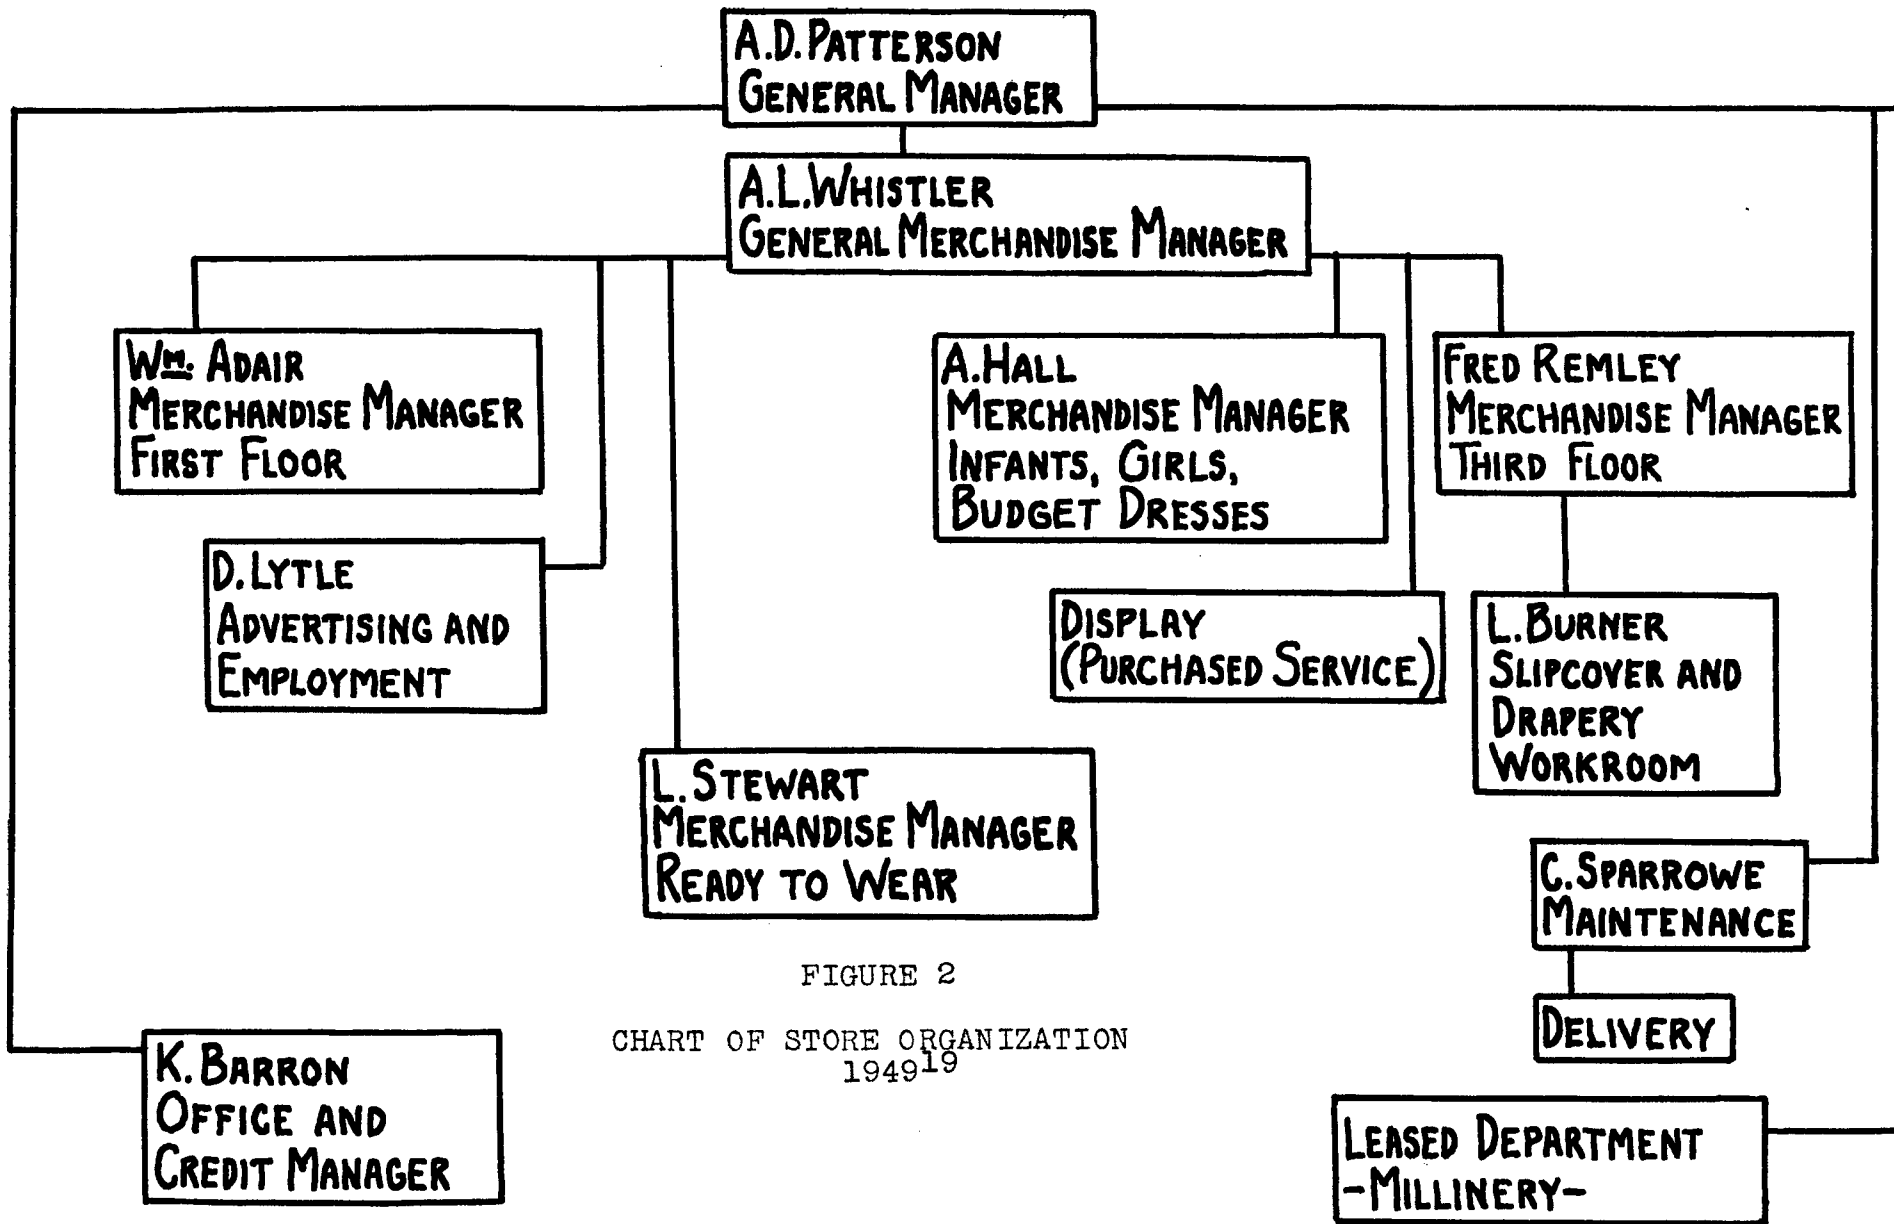 A.D. PATTERSON
GENERAL MANAGER
A.L. WHISTLER
GENERAL MERCHANDISE MANAGER
WM. ADAIR
MERCHANDISE MANAGER
FIRST FLOOR
A. HALL
MERCHANDISE MANAGER
INFANTS, GIRLS,
BUDGET DRESSES
FRED REMLEY
MERCHANDISE MANAGER
THIRD FLOOR
D. LYTLE
ADVERTISING AND
EMPLOYMENT
DISPLAY
(PURCHASED SERVICE)
L. BURNER
SLIPCOVER AND
DRAPERY
WORKROOM
L. STEWART
MERCHANDISE MANAGER
READY TO WEAR
C. SPARROWE
MAINTENANCE
DELIVERY
FIGURE 2
CHART OF STORE ORGANIZATION
1949 19
K. BARRON
OFFICE AND
CREDIT MANAGER
LEASED DEPARTMENT
-MILLINERY-